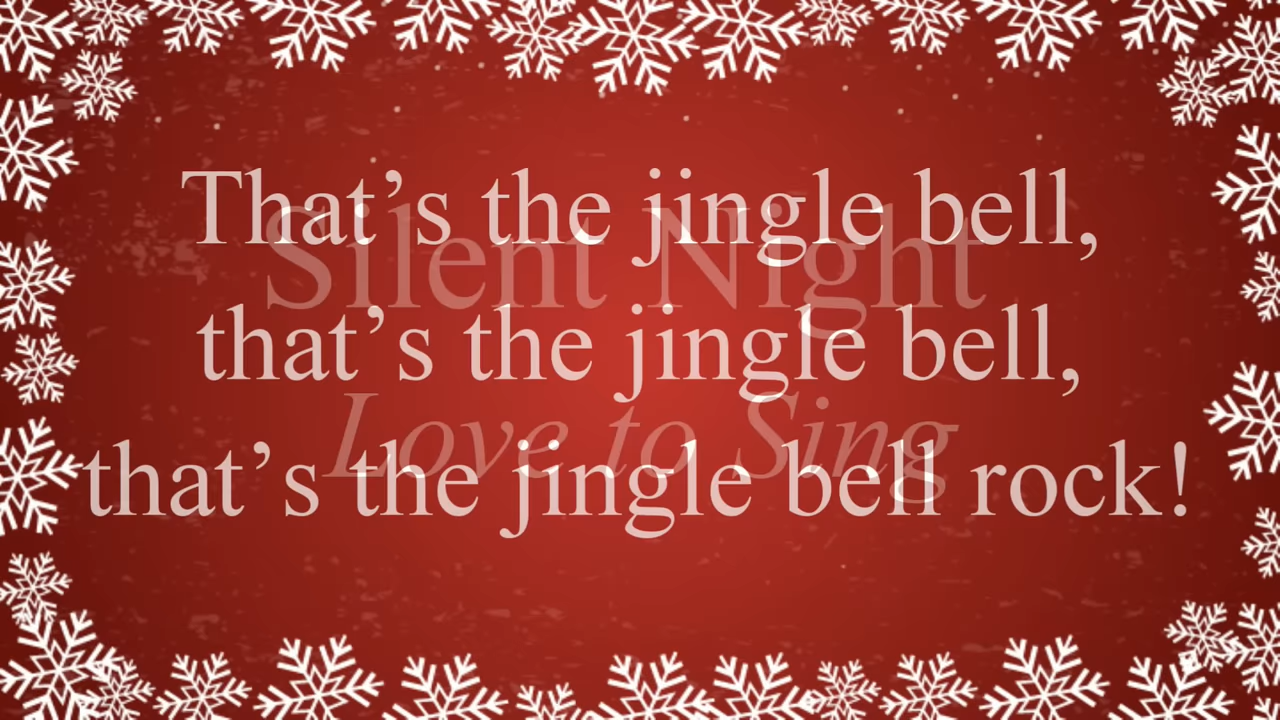 That’s the jingle bell,
Silent Night
that’s the jingle bell,
Love to Sing
that’s the jingle bell rock!